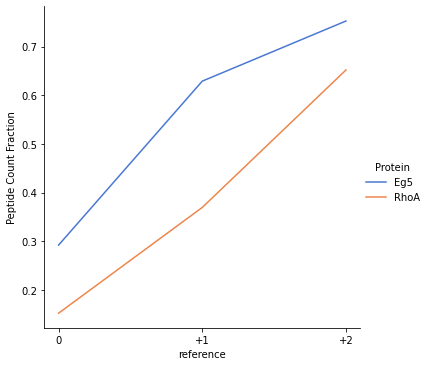 0.7
0.6
0.5
0.4
0.3
0.2
Peptide Count Fraction
0
+1
+2
reference
Protein
Eg5
RhoA